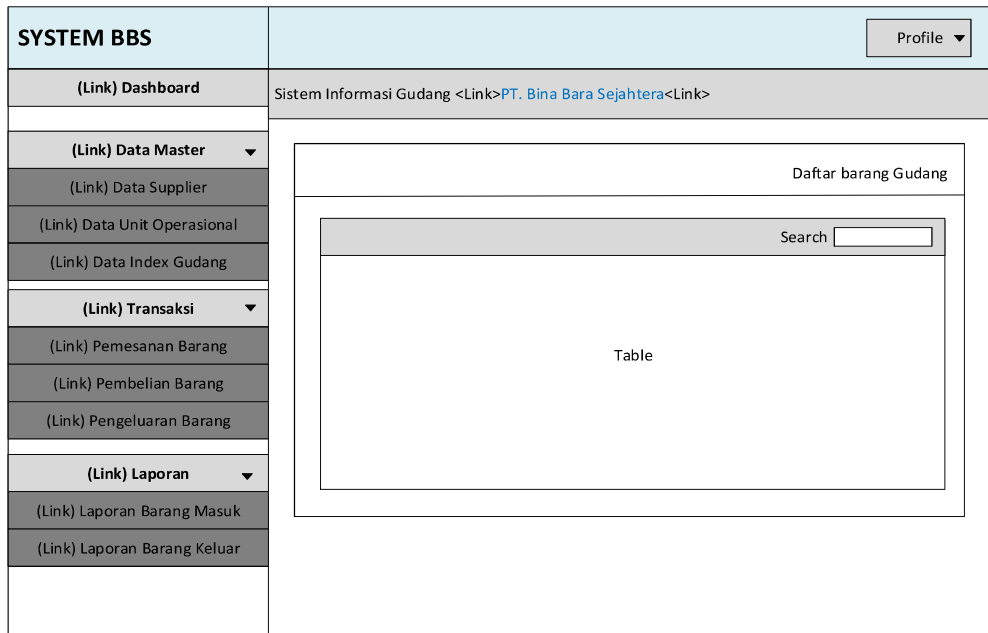 SYSTEM BBS
Profile
(Link) Dashboard
Sistem Informasi Gudang <Link>PT. Bina Bara Sejahtera<Link>
(Link) Data Master
(Link) Data Supplier
(Link) Data Unit Operasional
(Link) Data Index Gudang
(Link) Transaksi
(Link) Pemesanan Barang
(Link) Pembelian Barang
(Link) Pengeluaran Barang
(Link) Laporan
(Link) Laporan Barang Masuk
(Link) Laporan Barang Keluar
Daftar barang Gudang
Search
Table